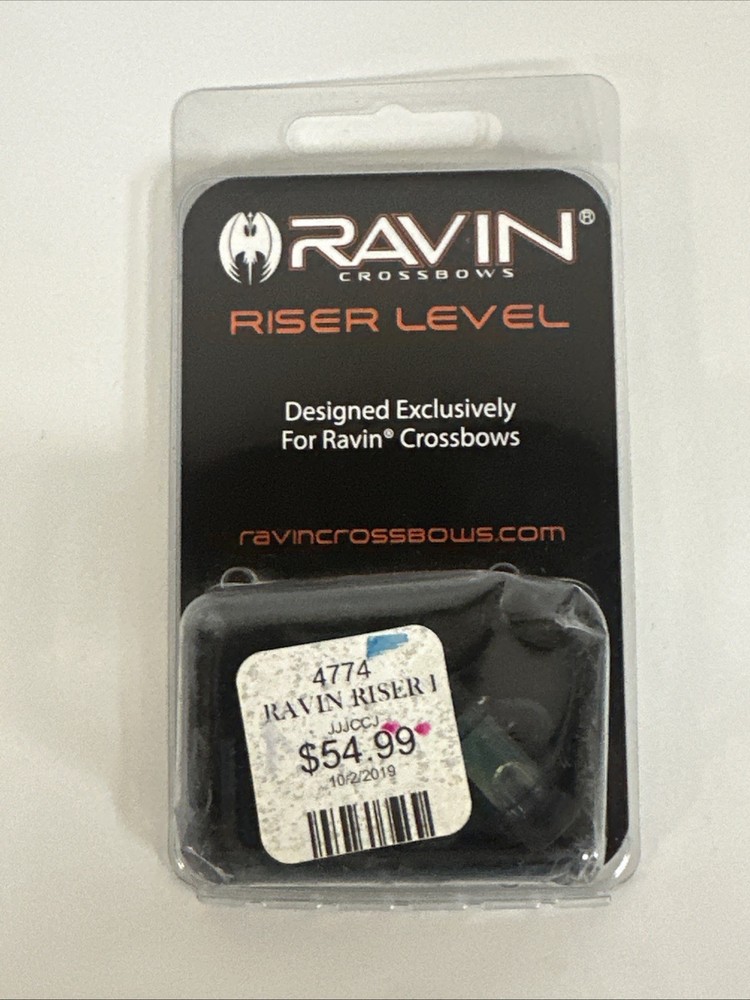 RAVIN®
CROSSBOWS
RISER LEVEL
Designed Exclusively
For Ravin® Crossbows
ravincrossbows.com
4774
RAVIN RISER l
JJJCCJ
$54.99
10/2/2019